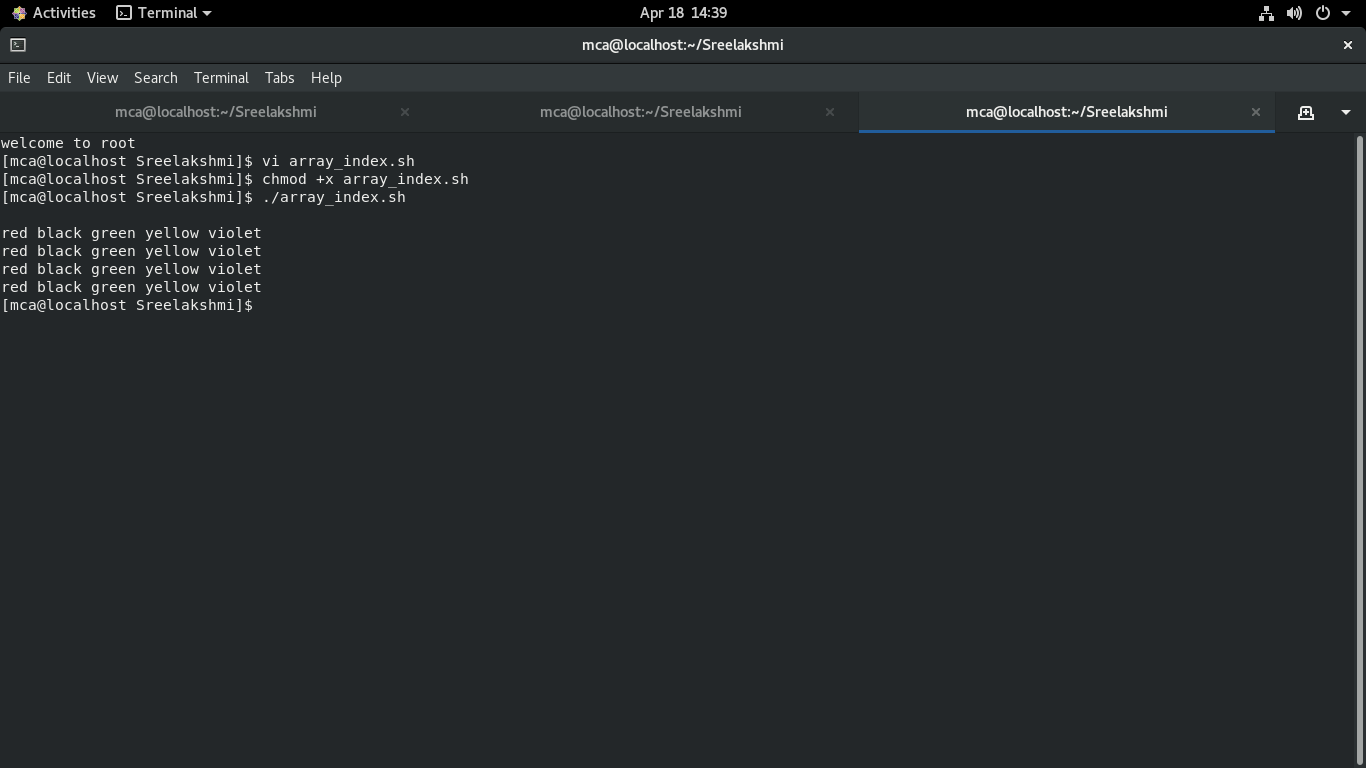 Activities Terminal Apr 18 14:39
mca@localhost:~/Sreelakshmi
File Edit View Search Terminal Tabs Help
mca@localhost:~/Sreelakshmi mca@localhost:~/Sreelakshmi mca@localhost:~/Sreelakshmi
welcome to root
[mca@localhost Sreelakshmi]$ vi array_index.sh
[mca@localhost Sreelakshmi]$ chmod +x array_index.sh
[mca@localhost Sreelakshmi]$ ./array_index.sh
red black green yellow violet
red black green yellow violet
red black green yellow violet
red black green yellow violet
[mca@localhost Sreelakshmi]$